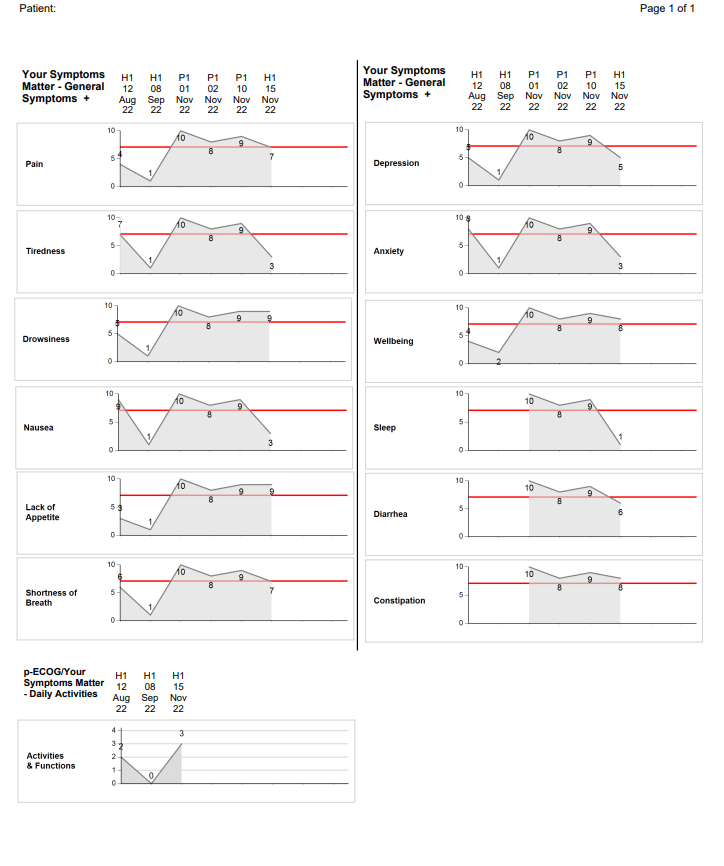 Patient:
Page 1 of 1
Your Symptoms
Matter - General
Symptoms +
H1 H1 P1 P1 P1 H1
12 08 01 02 10 15
Aug Sep Nov Nov Nov Nov
22 22 22 22 22 22
Pain
10
5
0
4 1 10 8 9 7
Tiredness
10
5
0
7 1 10 8 9 3
Drowsiness
10
5
0
5 1 10 8 9 9
Nausea
10
5
0
9 1 10 8 9 3
Lack of
Appetite
10
5
0
3 1 10 8 9 9
Shortness of
Breath
10
5
0
6 1 10 8 9 7
Your Symptoms
Matter - General
Symptoms +
H1 H1 P1 P1 P1 H1
12 08 01 02 10 15
Aug Sep Nov Nov Nov Nov
22 22 22 22 22 22
Depression
10
5
0
5 1 10 8 9 5
Anxiety
10
5
0
8 1 10 8 9 3
Wellbeing
10
5
0
4 2 10 8 9 8
Sleep
10
5
0
10 8 9 1
Diarrhea
10
5
0
10 8 9 6
Constipation
10
5
0
10 8 9 8
p-ECOG/Your
Symptoms Matter
- Daily Activities
H1 H1 H1
12 08 15
Aug Sep Nov
22 22 22
Activities
& Functions
4
3
2
1
0
2 0 3